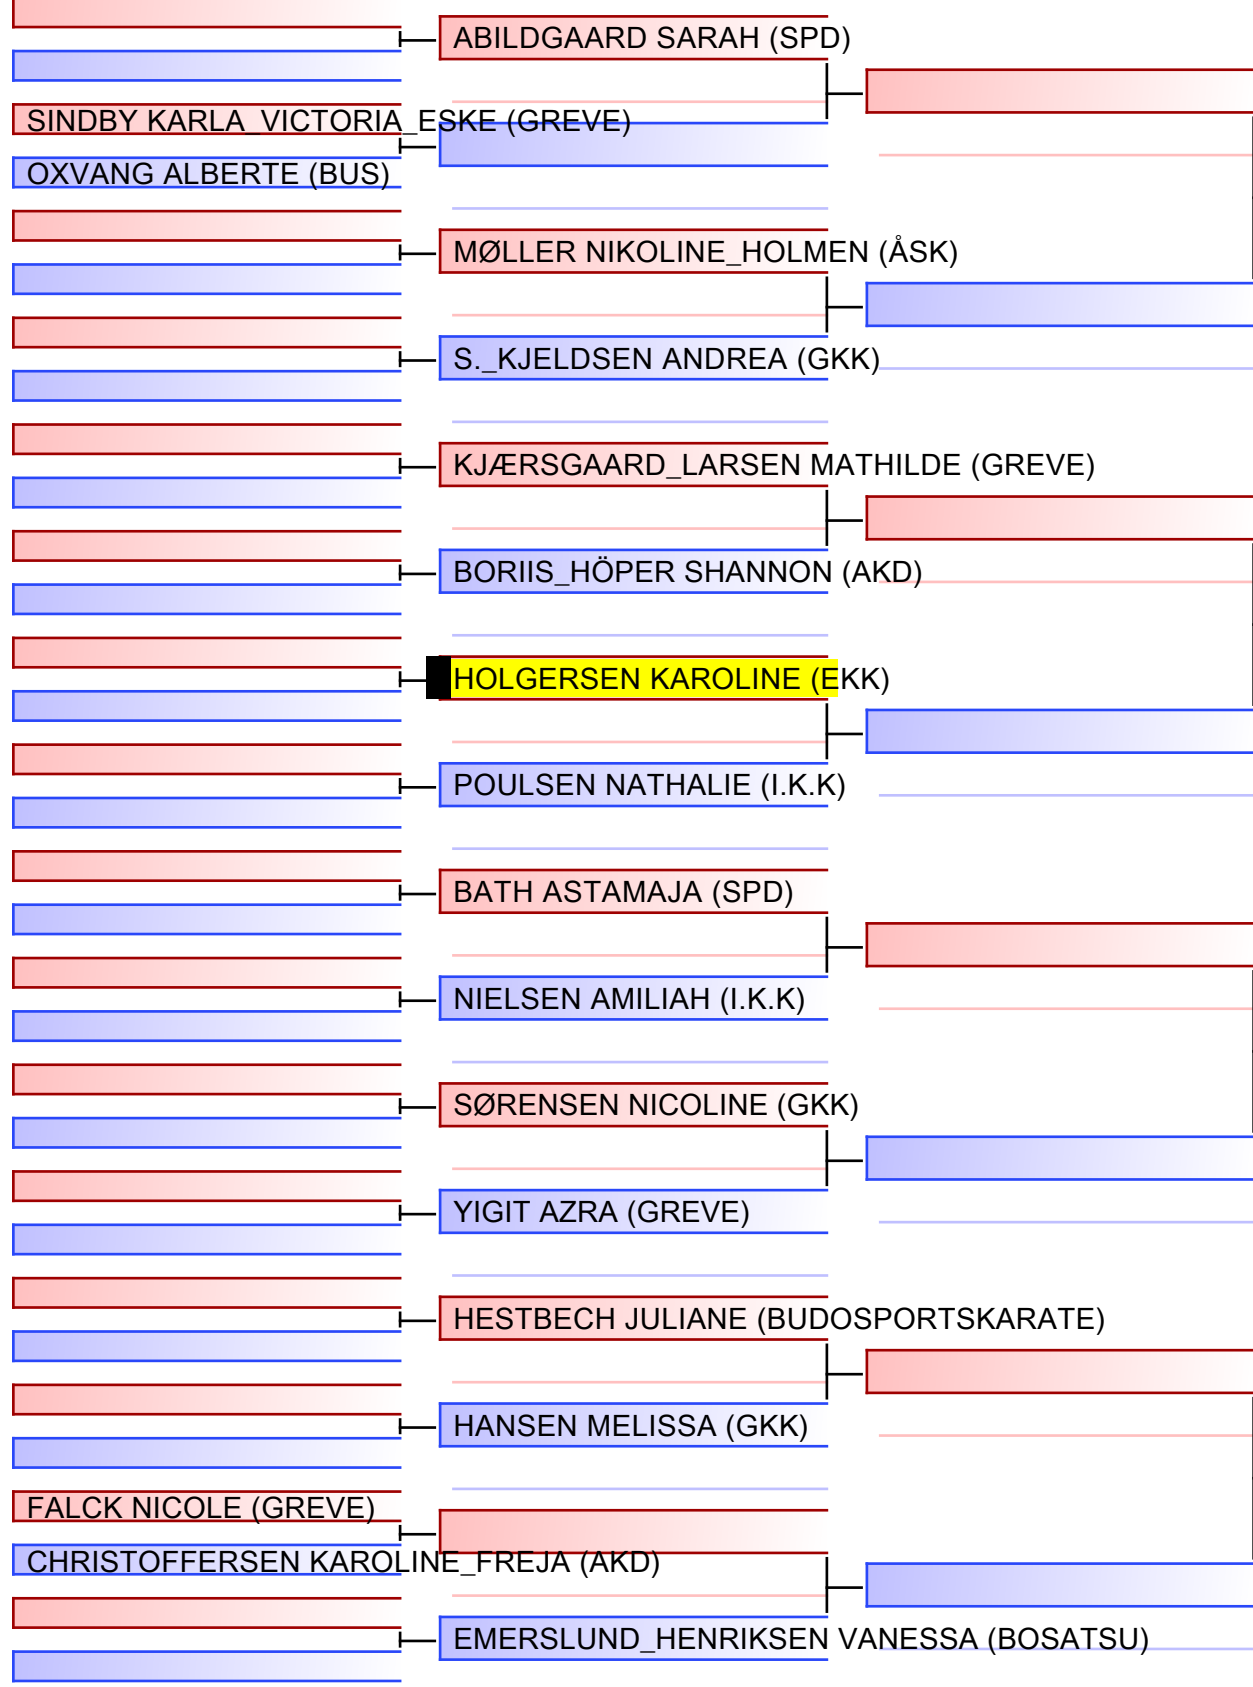 ABILDGAARD SARAH (SPD)
SINDBY KARLA_VICTORIA_ESKE (GREVE)
OXVANG ALBERTE (BUS)
MØLLER NIKOLINE_HOLMEN (ÅSK)
S._KJELDSEN ANDREA (GKK)
KJÆRSGAARD_LARSEN MATHILDE (GREVE)
BORIIS_HÖPER SHANNON (AKD)
HOLGERSEN KAROLINE (EKK)
POULSEN NATHALIE (I.K.K)
BATH ASTAMAJA (SPD)
NIELSEN AMILIAH (I.K.K)
SØRENSEN NICOLINE (GKK)
YIGIT AZRA (GREVE)
HESTBECH JULIANE (BUDOSPORTSKARATE)
HANSEN MELISSA (GKK)
FALCK NICOLE (GREVE)
CHRISTOFFERSEN KAROLINE_FREJA (AKD)
EMERSLUND_HENRIKSEN VANESSA (BOSATSU)